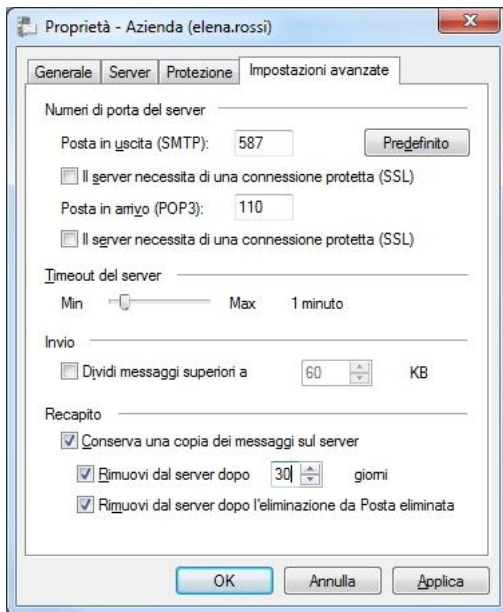 Proprietà - Azienda (elena.rossi)
Generale Server Protezione Impostazioni avanzate
Numeri di porta del server
Posta in uscita (SMTP): 587 Predefinito
Il server necessita di una connessione protetta (SSL)
Posta in arrivo (POP3): 110
Il server necessita di una connessione protetta (SSL)
Timeout del server
Min Max 1 minuto
Invio
Dividi messaggi superiori a 60 KB
Recapito
Conserva una copia dei messaggi sul server
Rimuovi dal server dopo 30 giorni
Rimuovi dal server dopo l'eliminazione da Posta eliminata
OK Annulla Applica